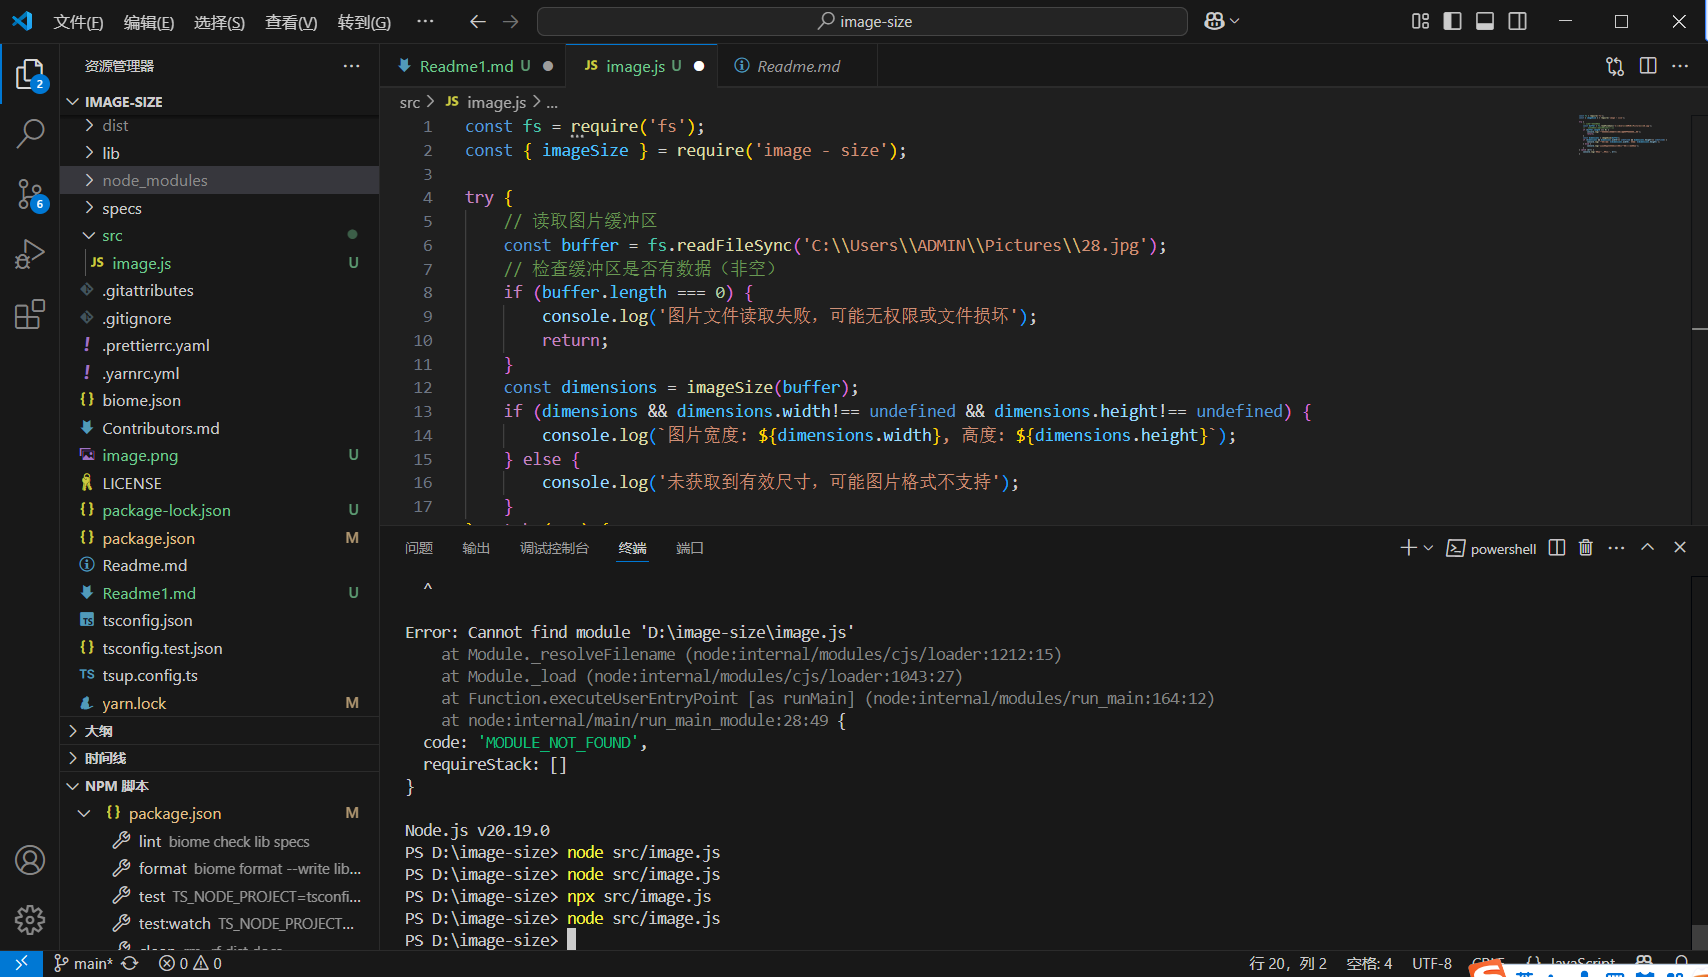 文件(F) 编辑(E) 选择(S) 查看(V) 转到(G) ··· image-size
资源管理器 ···
Readme1.md U ● JS image.js U ● Readme.md
IMAGE-SIZE
src > JS image.js > ...
dist
lib
node_modules
specs
src
JS image.js U
.gitattributes
.gitignore
.prettierrc.yaml
.yarnrc.yml
biome.json
Contributors.md
image.png U
LICENSE
package-lock.json U
package.json M
Readme.md
Readme1.md U
tsconfig.json
tsconfig.test.json
TS tsup.config.ts
yarn.lock M
大纲
时间线
NPM 脚本
package.json M
lint biome check lib specs
format biome format --write lib...
test TS_NODE_PROJECT=tsconfi...
test:watch TS_NODE_PROJECT...
2
6
1 const fs = require('fs');
2 const { imageSize } = require('image - size');
3
4 try {
5 // 读取图片缓冲区
6 const buffer = fs.readFileSync('C:\\Users\\ADMIN\\Pictures\\28.jpg');
7 // 检查缓冲区是否有数据（非空）
8 if (buffer.length === 0) {
9 console.log('图片文件读取失败，可能无权限或文件损坏');
10 return;
11 }
12 const dimensions = imageSize(buffer);
13 if (dimensions && dimensions.width!== undefined && dimensions.height!== undefined) {
14 console.log(`图片宽度: ${dimensions.width}, 高度: ${dimensions.height}`);
15 } else {
16 console.log('未获取到有效尺寸，可能图片格式不支持');
17 }
问题 输出 调试控制台 终端 端口 powershell
^
Error: Cannot find module 'D:\image-size\image.js'
at Module._resolveFilename (node:internal/modules/cjs/loader:1212:15)
at Module._load (node:internal/modules/cjs/loader:1043:27)
at Function.executeUserEntryPoint [as runMain] (node:internal/modules/run_main:164:12)
at node:internal/main/run_main_module:28:49 {
code: 'MODULE_NOT_FOUND',
requireStack: []
}
Node.js v20.19.0
PS D:\image-size> node src/image.js
PS D:\image-size> node src/image.js
PS D:\image-size> npx src/image.js
PS D:\image-size> node src/image.js
PS D:\image-size>
main* 0 0 行 20，列 2 空格: 4 UTF-8